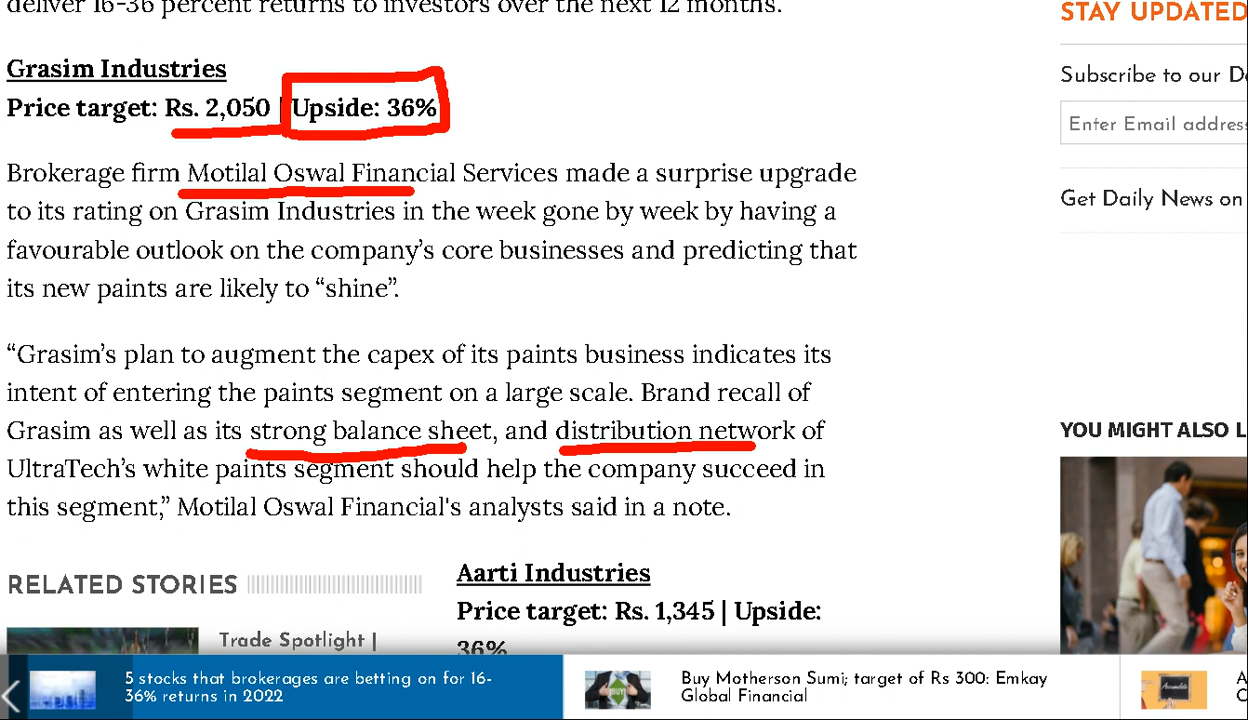 deliver 16-36 percent returns to investors over the next 12 months.
Grasim Industries
Price target: Rs. 2,050 | Upside: 36%
Brokerage firm Motilal Oswal Financial Services made a surprise upgrade
to its rating on Grasim Industries in the week gone by week by having a
favourable outlook on the company’s core businesses and predicting that
its new paints are likely to “shine”.
“Grasim’s plan to augment the capex of its paints business indicates its
intent of entering the paints segment on a large scale. Brand recall of
Grasim as well as its strong balance sheet, and distribution network of
UltraTech’s white paints segment should help the company succeed in
this segment,” Motilal Oswal Financial's analysts said in a note.
RELATED STORIES
Trade Spotlight |
Aarti Industries
Price target: Rs. 1,345 | Upside:
36%
STAY UPDATED
Subscribe to our D
Enter Email address
Get Daily News on
YOU MIGHT ALSO L
5 stocks that brokerages are betting on for 16-
36% returns in 2022
BUY!
Buy Motherson Sumi; target of Rs 300: Emkay
Global Financial
Accumulate
A
C